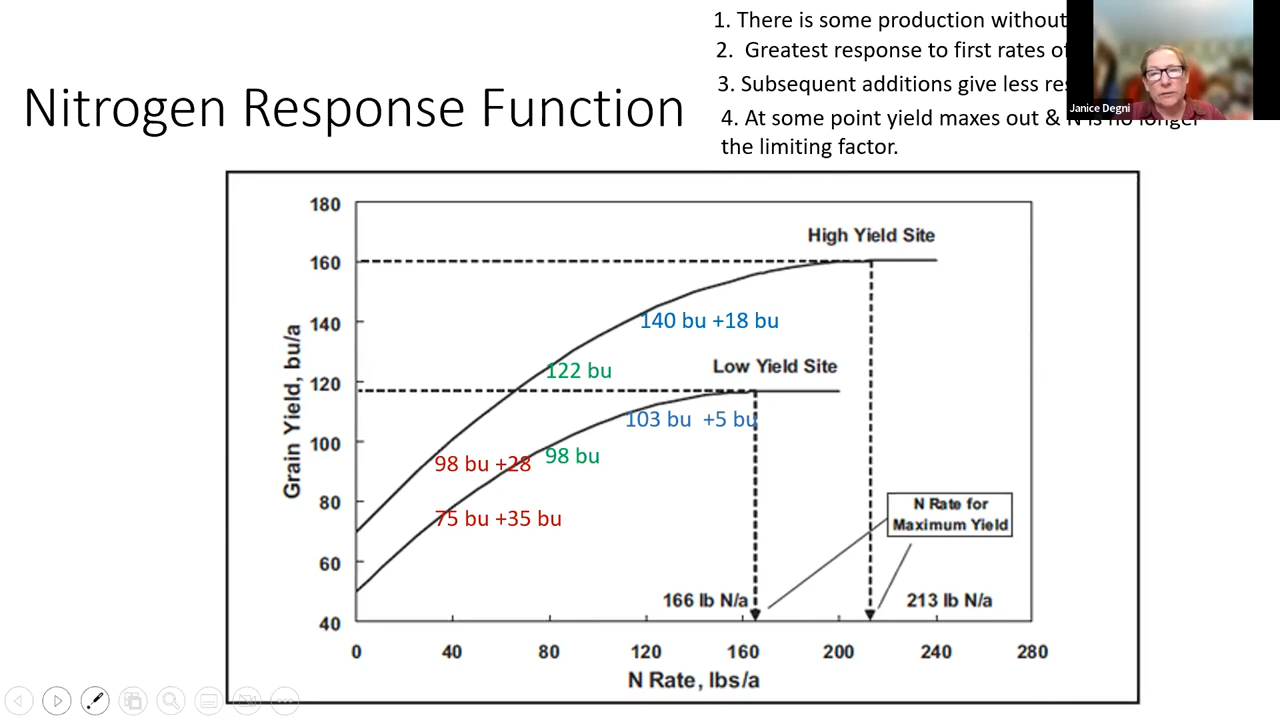 1. There is some production without
2. Greatest response to first rates of
3. Subsequent additions give less
4. At some point yield maxes out & N is no longer
the limiting factor.
Janice Degni
Nitrogen Response Function
180
160
140
120
100
80
60
40
Grain Yield, bu/a
High Yield Site
140 bu +18 bu
122 bu
Low Yield Site
103 bu +5 bu
98 bu +28
98 bu
75 bu +35 bu
N Rate for
Maximum Yield
166 lb N/a
213 lb N/a
0 40 80 120 160 200 240 280
N Rate, lbs/a